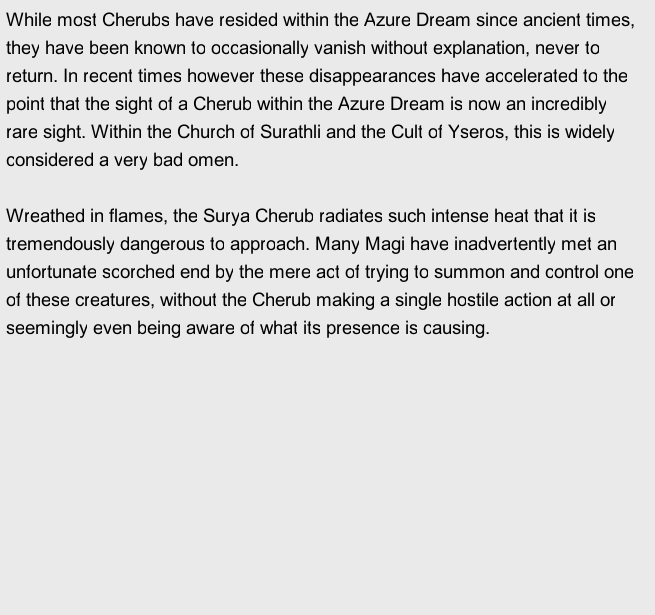 While most Cherubs have resided within the Azure Dream since ancient times,
they have been known to occasionally vanish without explanation, never to
return. In recent times however these disappearances have accelerated to the
point that the sight of a Cherub within the Azure Dream is now an incredibly
rare sight. Within the Church of Surathli and the Cult of Yseros, this is widely
considered a very bad omen.

Wreathed in flames, the Surya Cherub radiates such intense heat that it is
tremendously dangerous to approach. Many Magi have inadvertently met an
unfortunate scorched end by the mere act of trying to summon and control one
of these creatures, without the Cherub making a single hostile action at all or
seemingly even being aware of what its presence is causing.